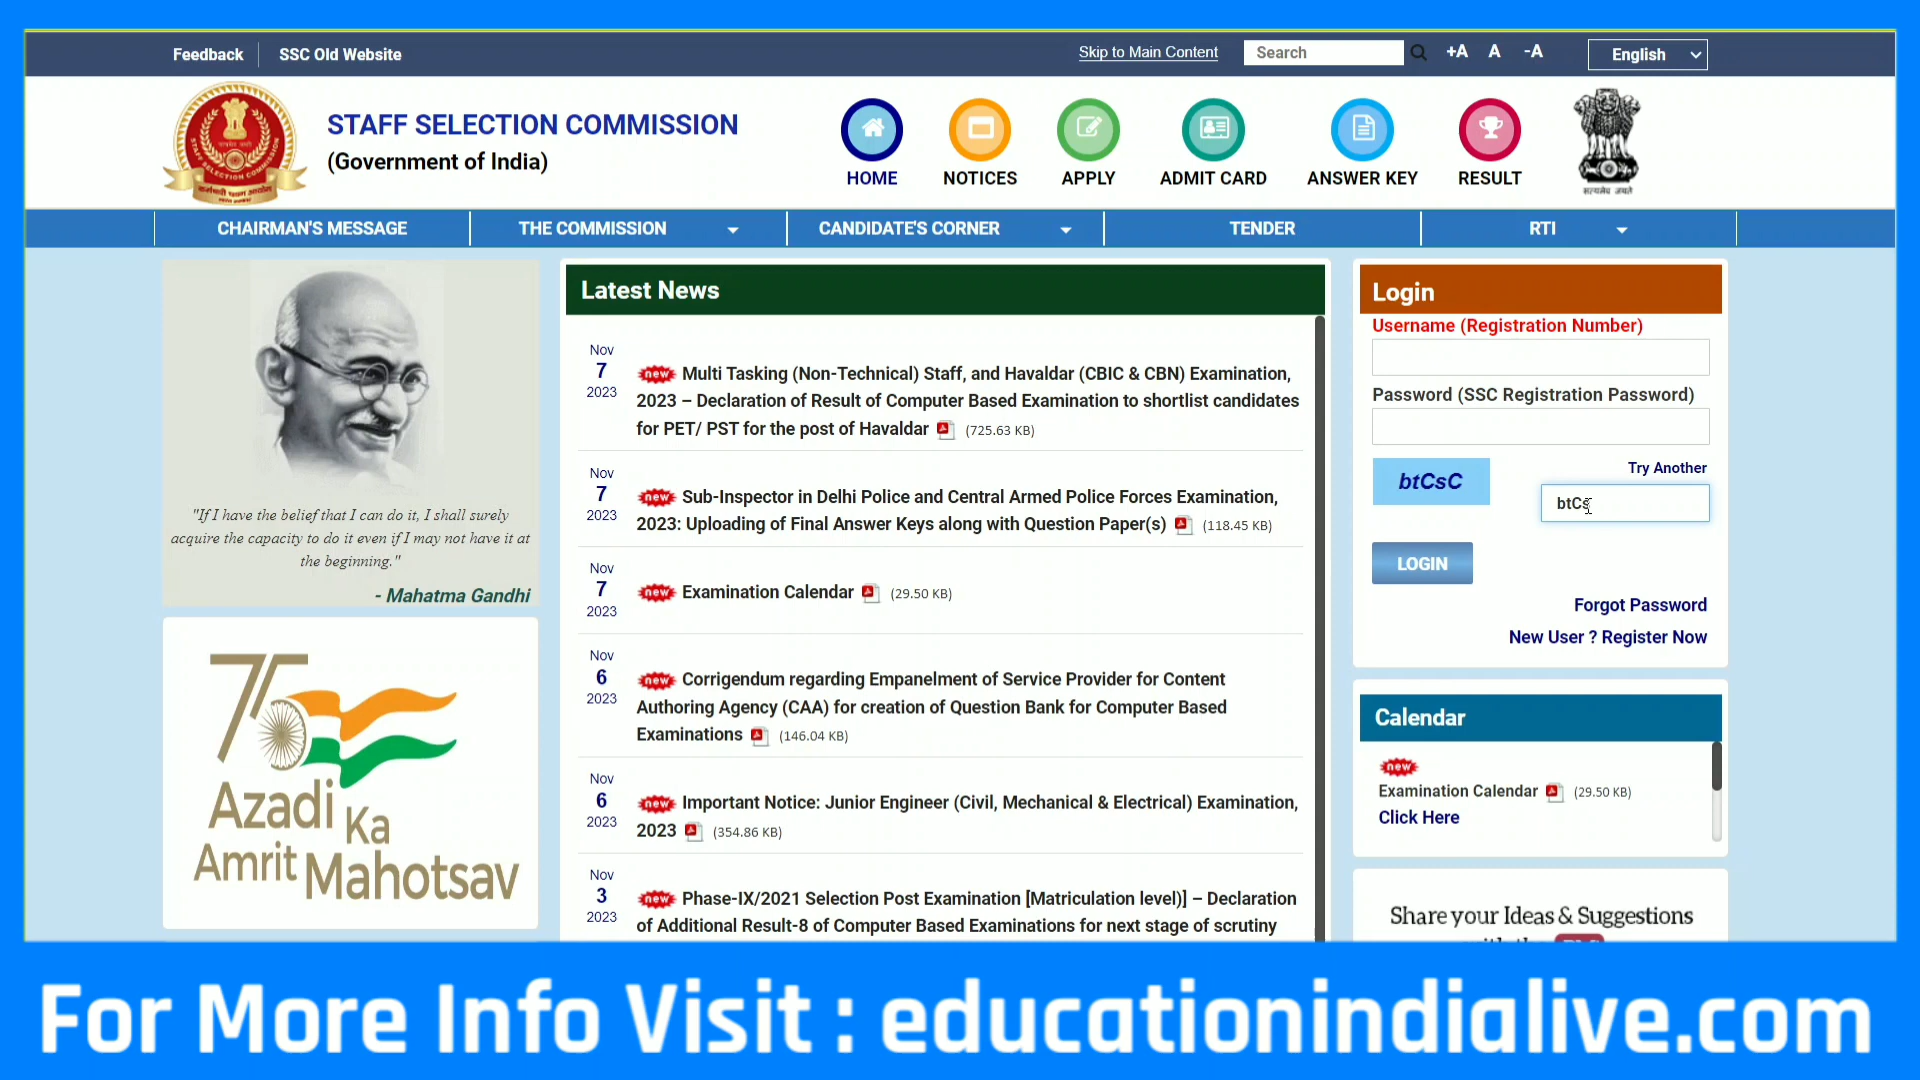 Feedback
SSC Old Website
Skip to Main Content
Search
+A
A
-A
English
STAFF SELECTION COMMISSION
(Government of India)
HOME
NOTICES
APPLY
ADMIT CARD
ANSWER KEY
RESULT
सत्यमेव जयते
CHAIRMAN'S MESSAGE
THE COMMISSION
CANDIDATE'S CORNER
TENDER
RTI
"If I have the belief that I can do it, I shall surely
acquire the capacity to do it even if I may not have it at
the beginning."
- Mahatma Gandhi
75
Azadi Ka
Amrit Mahotsav
Latest News
Nov
7
2023
new Multi Tasking (Non-Technical) Staff, and Havaldar (CBIC & CBN) Examination,
2023 – Declaration of Result of Computer Based Examination to shortlist candidates
for PET/ PST for the post of Havaldar (725.63 KB)
Nov
7
2023
new Sub-Inspector in Delhi Police and Central Armed Police Forces Examination,
2023: Uploading of Final Answer Keys along with Question Paper(s) (118.45 KB)
Nov
7
2023
new Examination Calendar (29.50 KB)
Nov
6
2023
new Corrigendum regarding Empanelment of Service Provider for Content
Authoring Agency (CAA) for creation of Question Bank for Computer Based
Examinations (146.04 KB)
Nov
6
2023
new Important Notice: Junior Engineer (Civil, Mechanical & Electrical) Examination,
2023 (354.86 KB)
Nov
3
2023
new Phase-IX/2021 Selection Post Examination [Matriculation level)] – Declaration
of Additional Result-8 of Computer Based Examinations for next stage of scrutiny
Login
Username (Registration Number)
Password (SSC Registration Password)
btCsC
Try Another
btCs
LOGIN
Forgot Password
New User ? Register Now
Calendar
new
Examination Calendar (29.50 KB)
Click Here
Share your Ideas & Suggestions
For More Info Visit : educationindialive.com